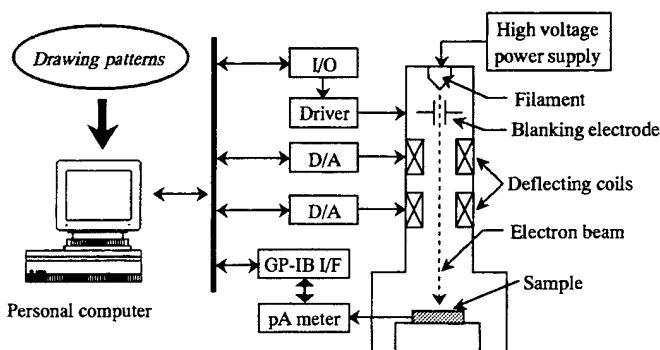 High voltage
power supply
Drawing patterns
I/O
Filament
Driver
Blanking electrode
D/A
Deflecting coils
D/A
Electron beam
GP-IB I/F
Sample
Personal computer
pA meter